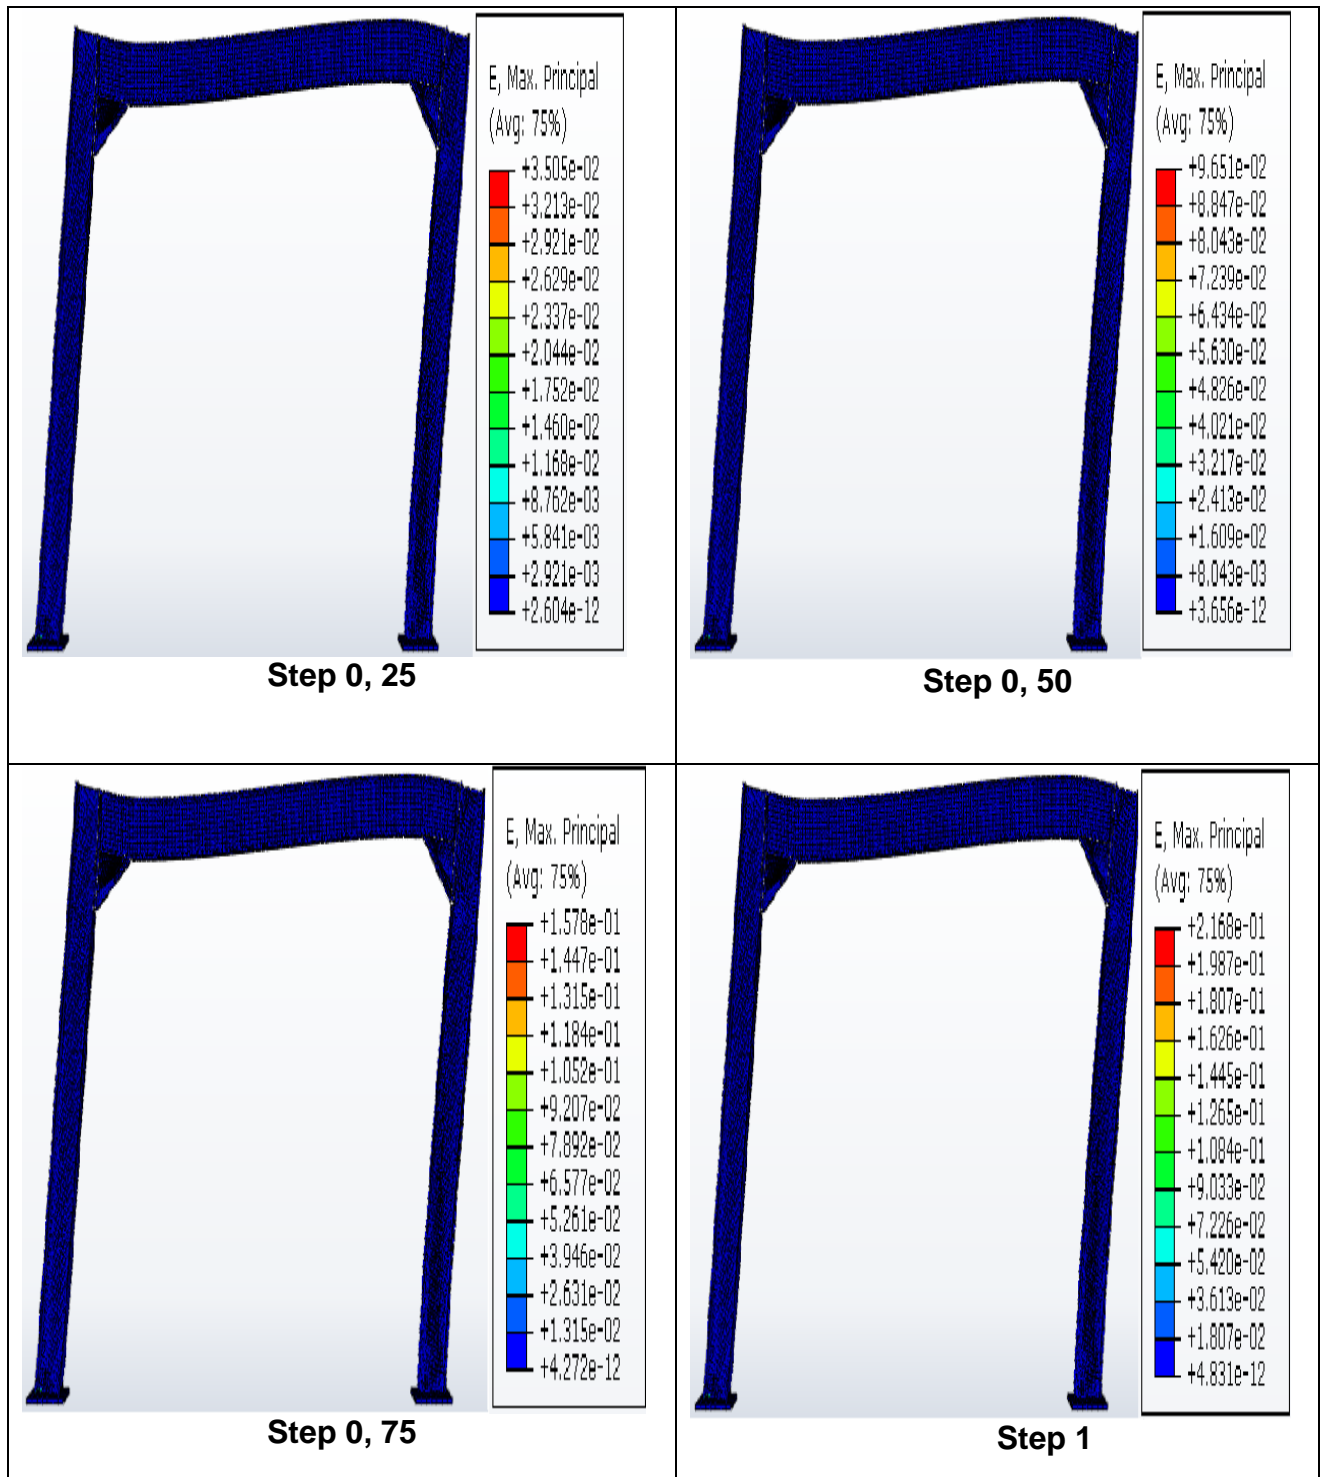 E, Max. Principal
(Avg: 75%)
+3.505e-02
+3.213e-02
+2.921e-02
+2.629e-02
+2.337e-02
+2.044e-02
+1.752e-02
+1.460e-02
+1.168e-02
+8.762e-03
+5.841e-03
+2.921e-03
+2.604e-12
Step 0, 25
E, Max. Principal
(Avg: 75%)
+9.651e-02
+8.847e-02
+8.043e-02
+7.239e-02
+6.434e-02
+5.630e-02
+4.826e-02
+4.021e-02
+3.217e-02
+2.413e-02
+1.609e-02
+8.043e-03
+3.656e-12
Step 0, 50
E, Max. Principal
(Avg: 75%)
+1.578e-01
+1.447e-01
+1.315e-01
+1.184e-01
+1.052e-01
+9.207e-02
+7.892e-02
+6.577e-02
+5.261e-02
+3.946e-02
+2.631e-02
+1.315e-02
+4.272e-12
Step 0, 75
E, Max. Principal
(Avg: 75%)
+2.168e-01
+1.987e-01
+1.807e-01
+1.626e-01
+1.445e-01
+1.265e-01
+1.084e-01
+9.033e-02
+7.226e-02
+5.420e-02
+3.613e-02
+1.807e-02
+4.831e-12
Step 1